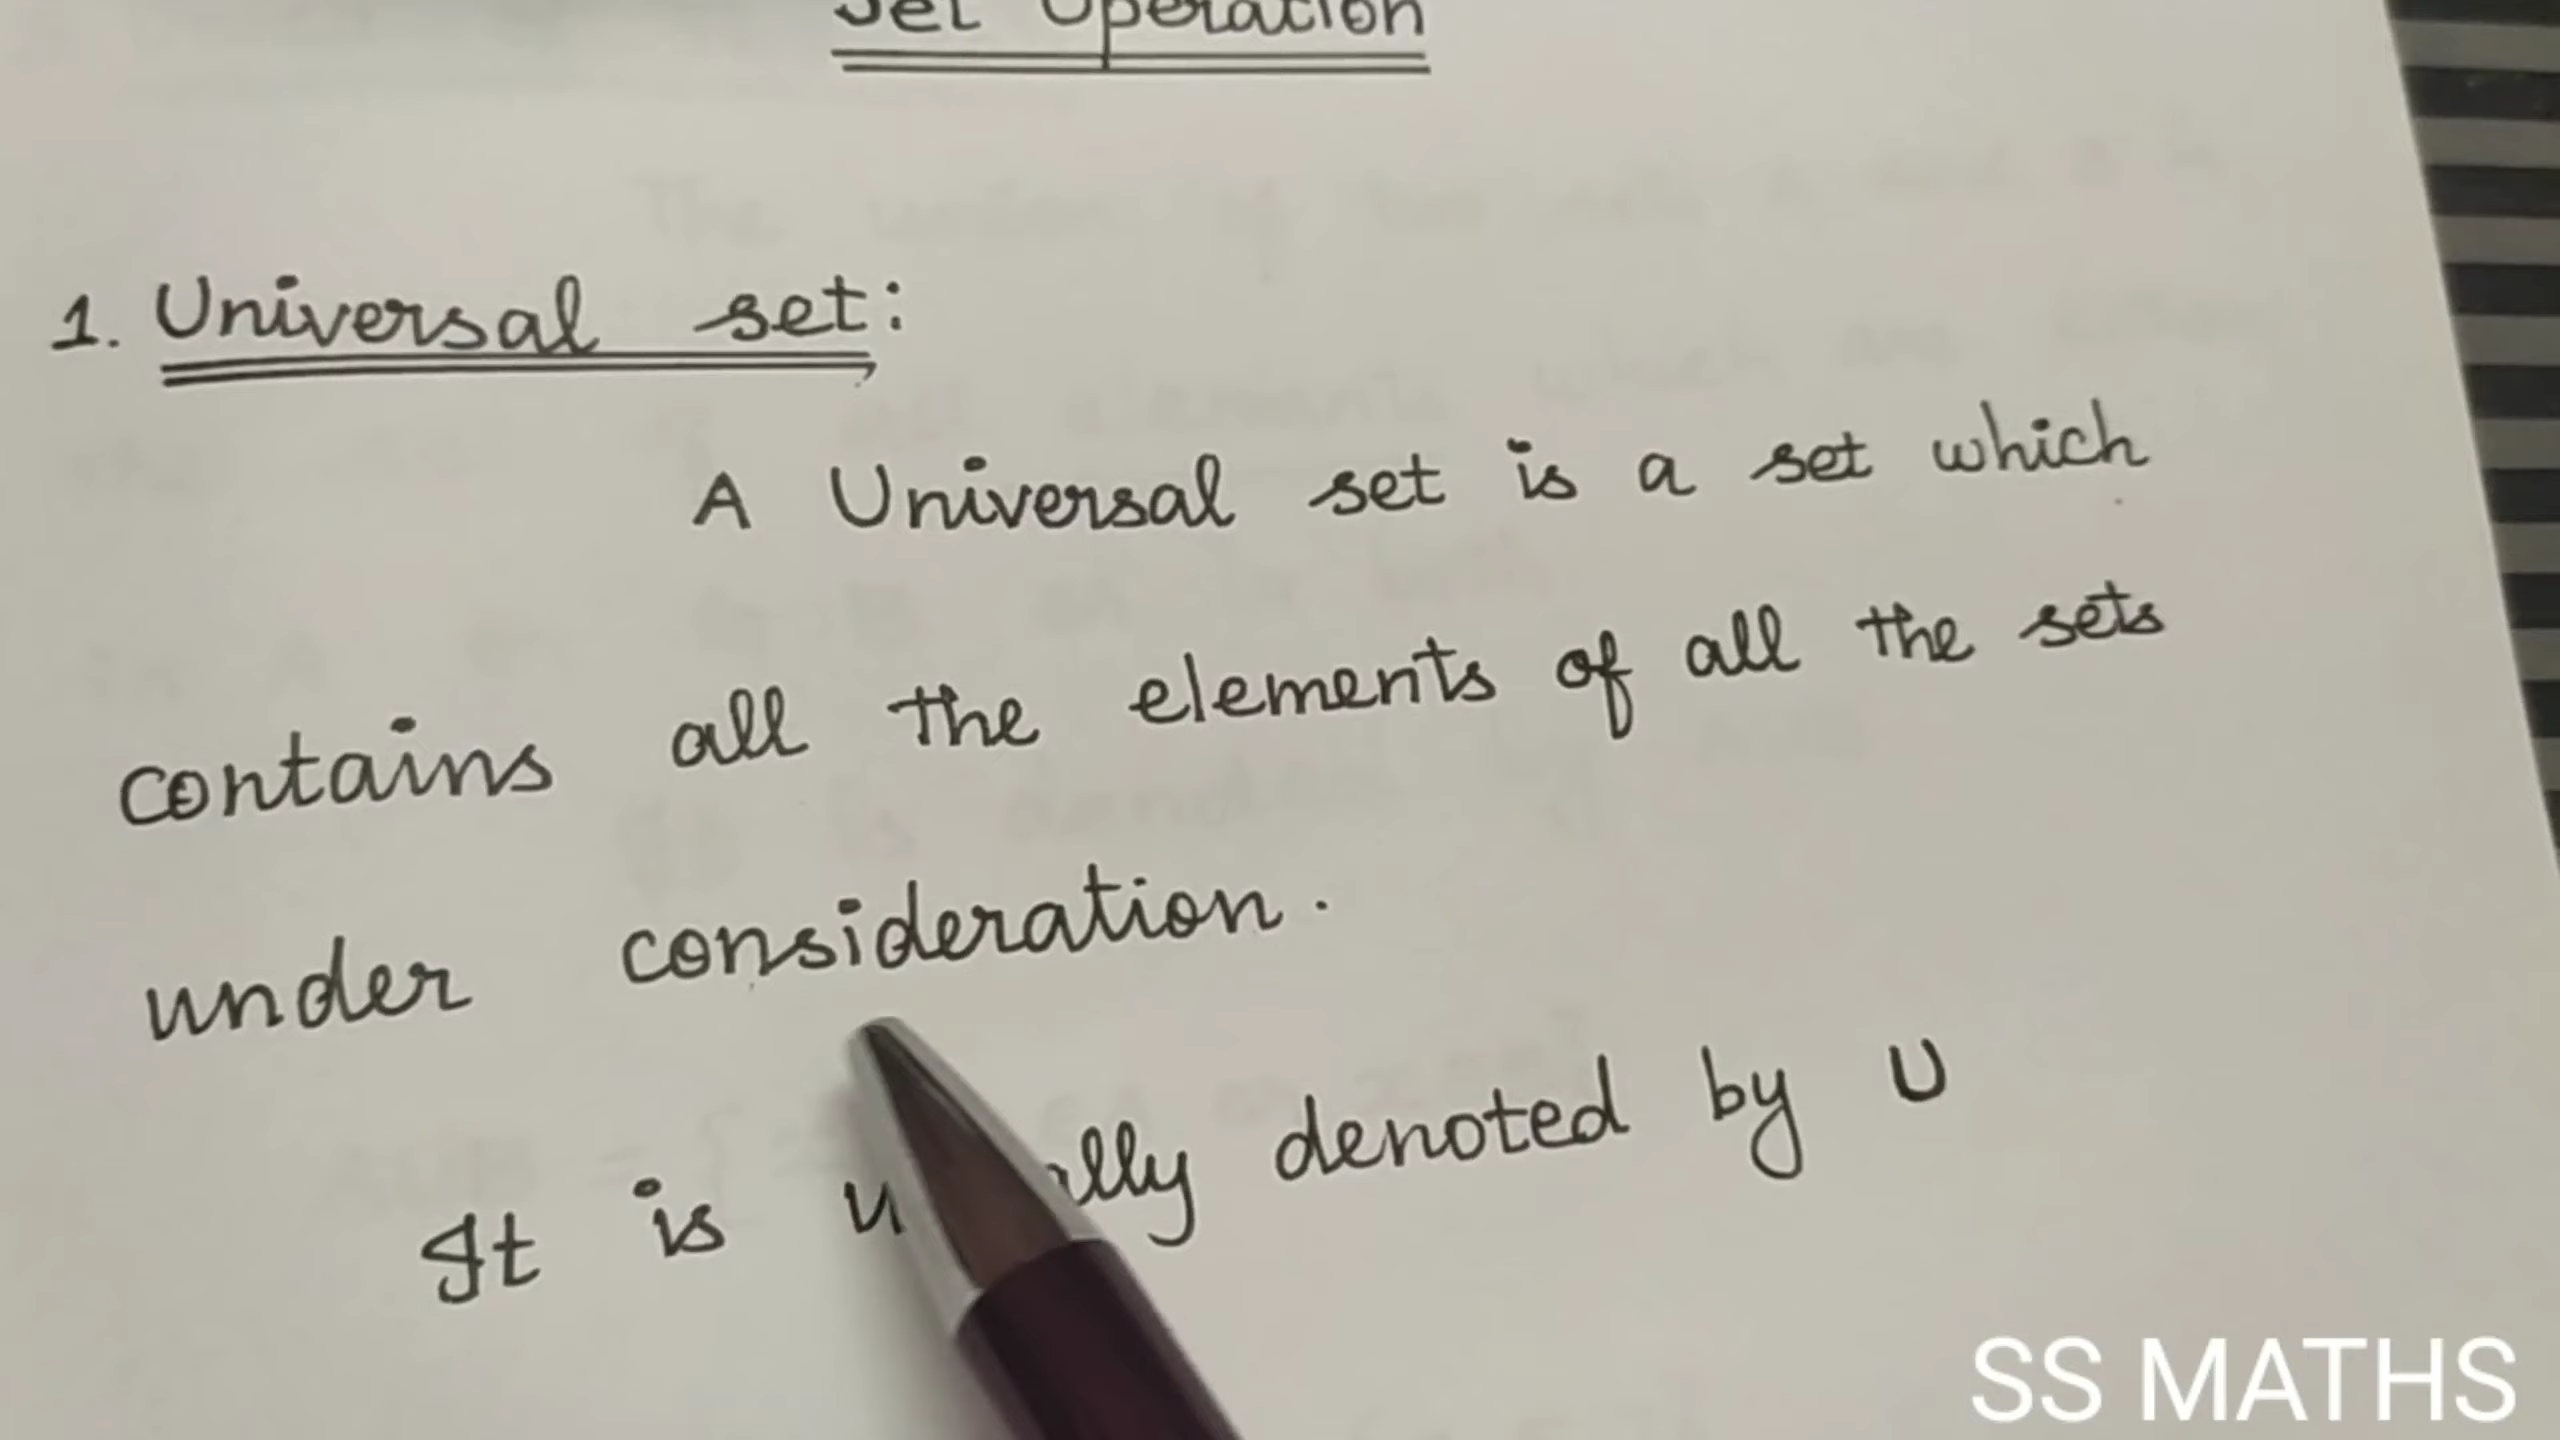 Set Operation
1. Universal set:
A Universal set is a set which
contains all the elements of all the sets
under consideration.
It is denoted by U
SS MATHS